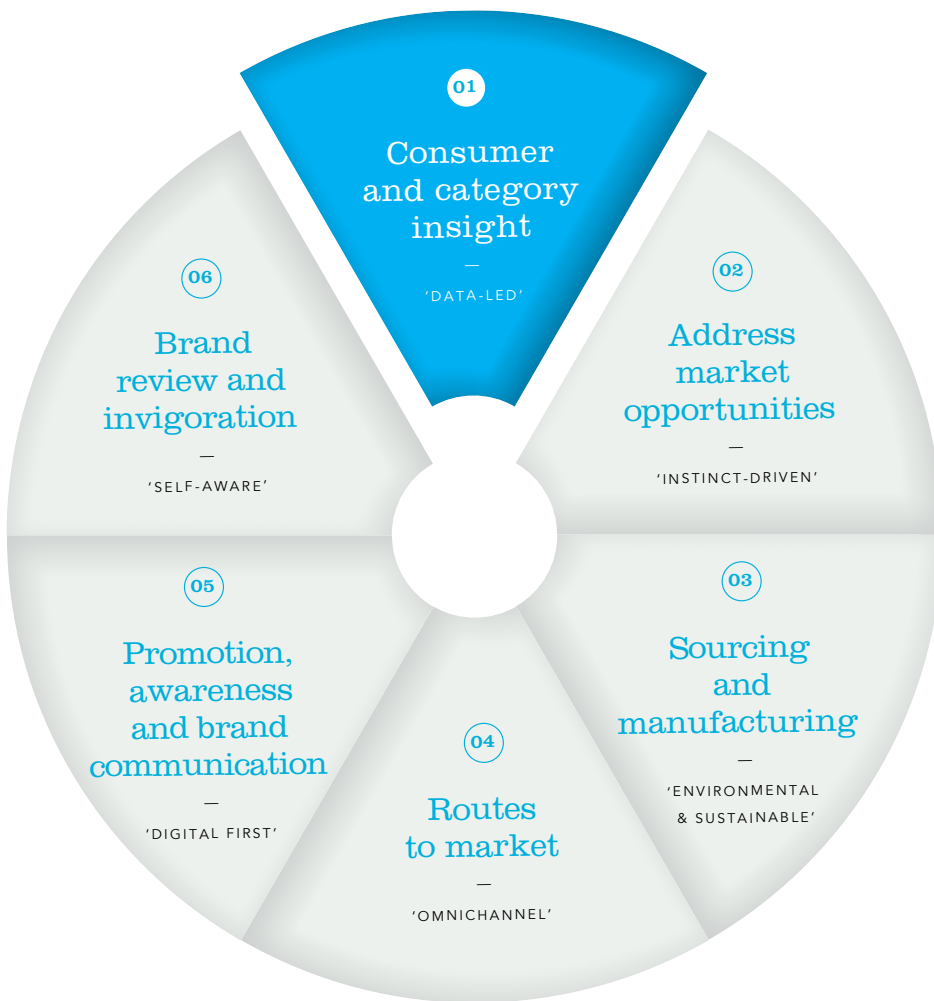 01
Consumer
and category
insight
—
‘DATA-LED’
02
Address
market
opportunities
—
‘INSTINCT-DRIVEN’
03
Sourcing
and
manufacturing
—
‘ENVIRONMENTAL
& SUSTAINABLE’
04
Routes
to market
—
‘OMNICHANNEL’
05
Promotion,
awareness
and brand
communication
—
‘DIGITAL FIRST’
06
Brand
review and
invigoration
—
‘SELF-AWARE’